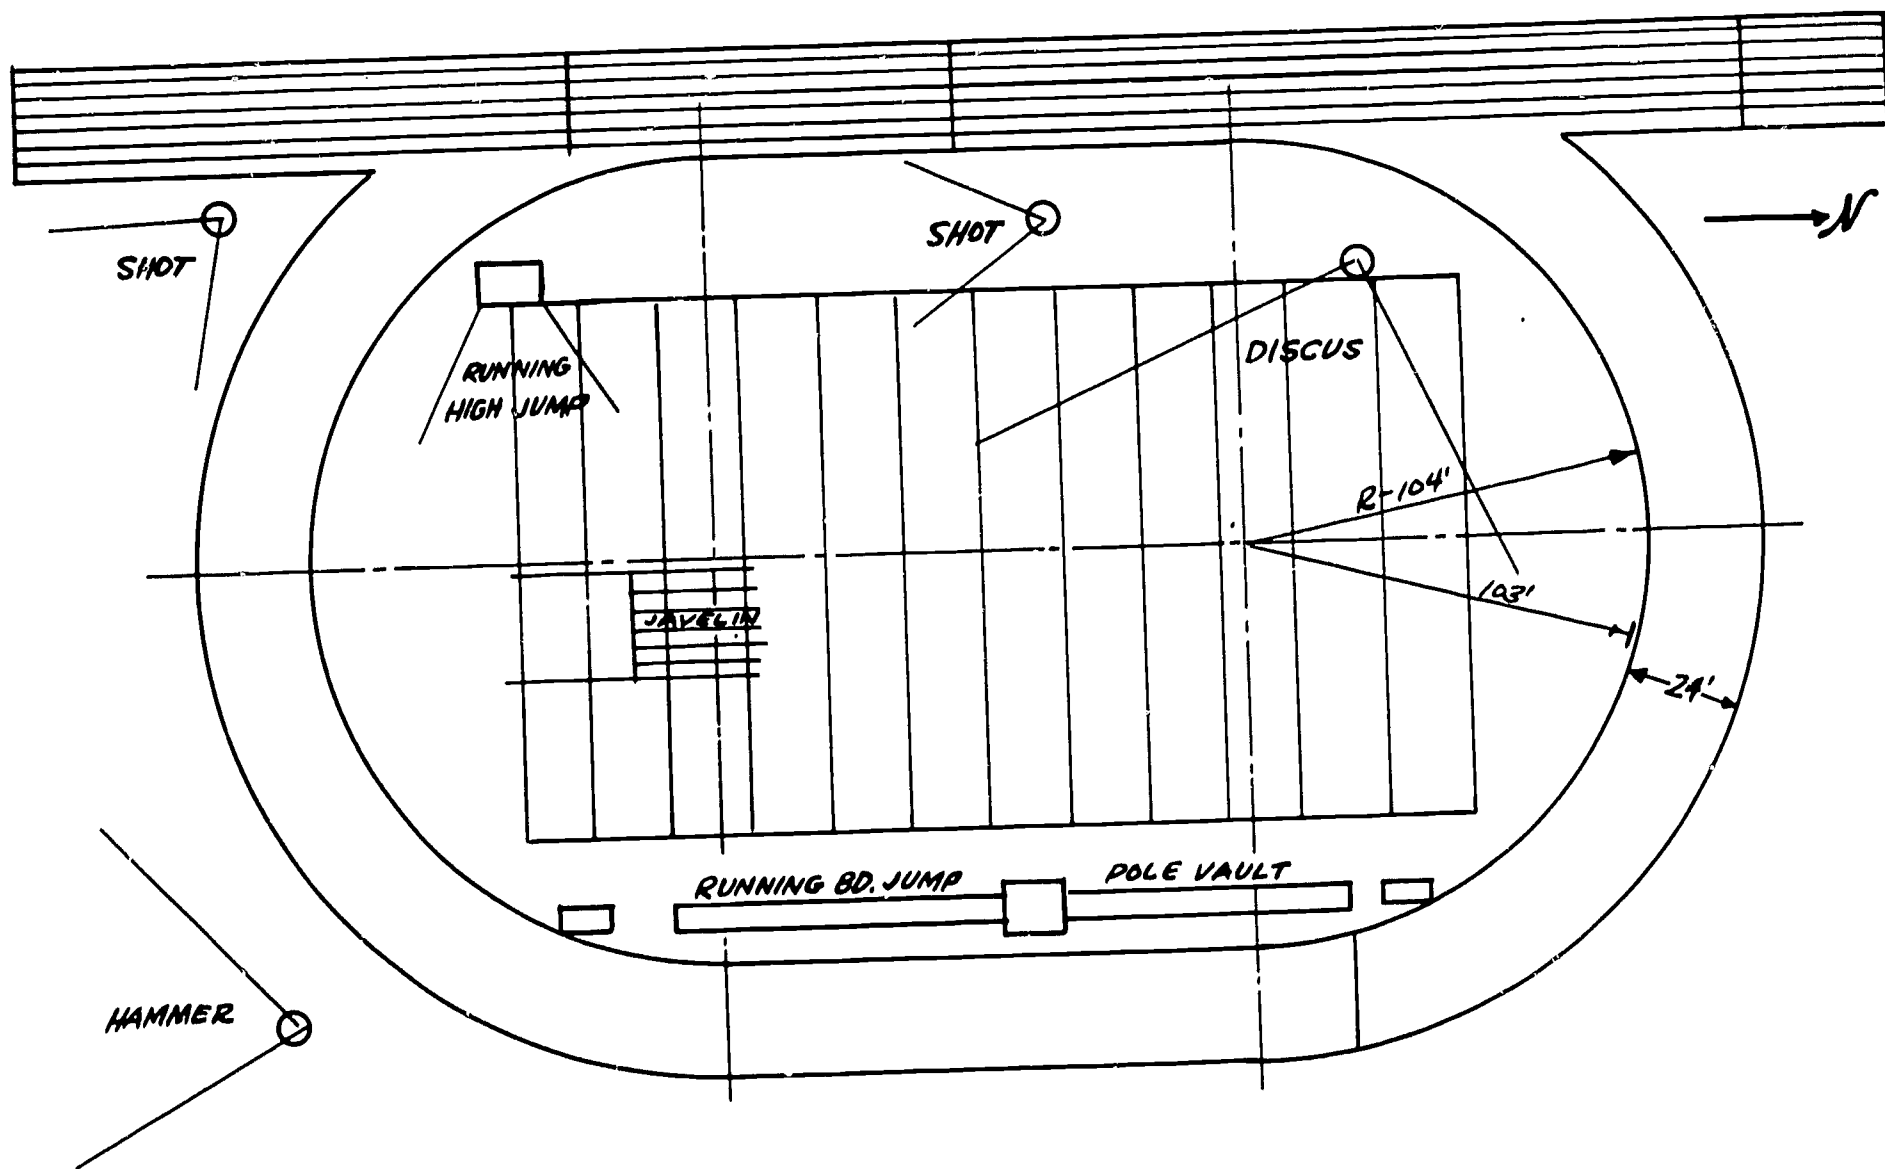 N
SHOT
SHOT
DISCUS
RUNNING
HIGH JUMP
R-104'
103'
JAVELIN
24'
RUNNING BD. JUMP
POLE VAULT
HAMMER